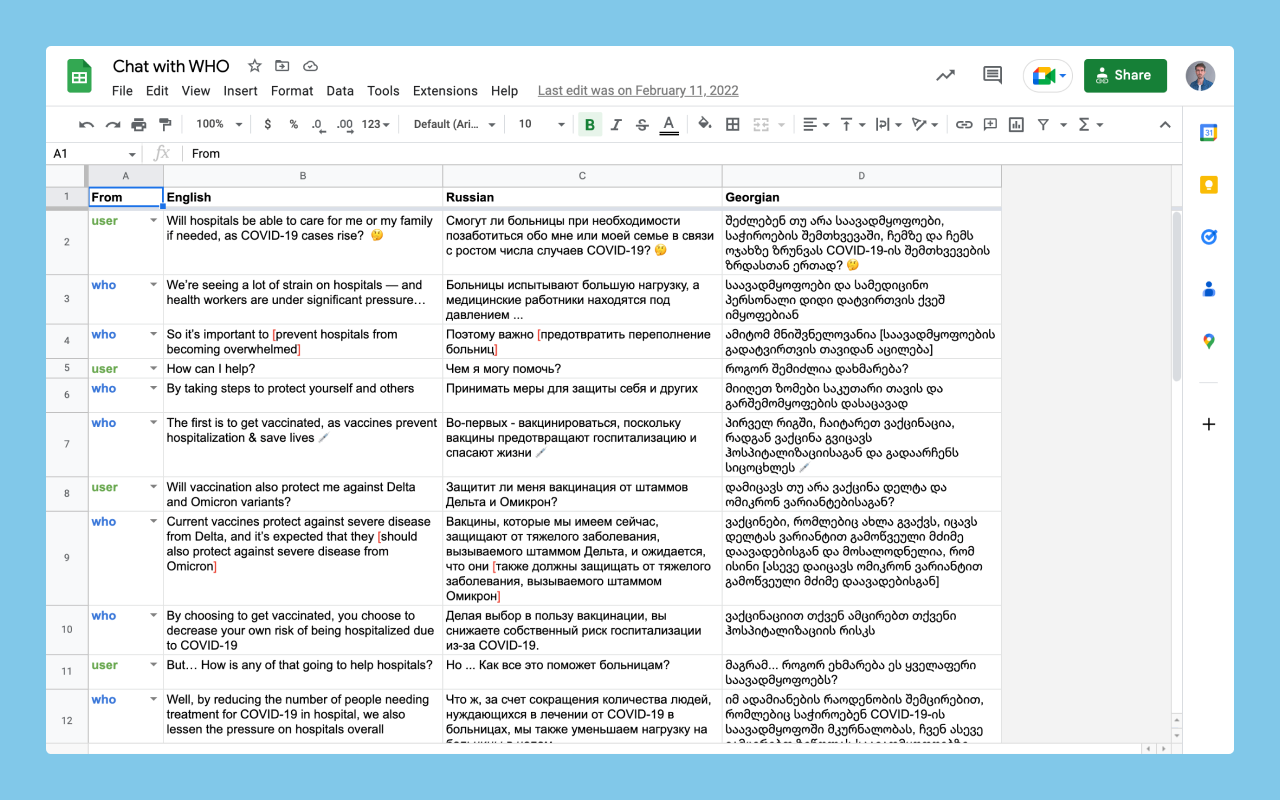 Chat with WHO
File Edit View Insert Format Data Tools Extensions Help Last edit was on February 11, 2022
Share
100% $ % .0 .00 123 Default (Ari... 10 B I S A
A1 fx From
A B C D
1 From English Russian Georgian
2 user
Will hospitals be able to care for me or my family
if needed, as COVID-19 cases rise? 🤔
Смогут ли больницы при необходимости
позаботиться обо мне или моей семье в связи
с ростом числа случаев COVID-19? 🤔
შეძლებენ თუ არა საავადმყოფოები,
საჭიროების შემთხვევაში, ჩემზე და ჩემს
ოჯახზე ზრუნვას COVID-19-ის შემთხვევების
ზრდასთან ერთად? 🤔
3 who
We're seeing a lot of strain on hospitals — and
health workers are under significant pressure…
Больницы испытывают большую нагрузку, а
медицинские работники находятся под
давлением ...
საავადმყოფოები და სამედიცინო
პერსონალი დიდი დატვირთვის ქვეშ
იმყოფებიან
4 who
So it's important to [prevent hospitals from
becoming overwhelmed]
Поэтому важно [предотвратить переполнение
больниц]
ამიტომ მნიშვნელოვანია [საავადმყოფოების
გადატვირთვის თავიდან აცილება]
5 user
How can I help?
Чем я могу помочь?
როგორ შემიძლია დახმარება?
6 who
By taking steps to protect yourself and others
Принимать меры для защиты себя и других
მიიღეთ ზომები საკუთარი თავის და
გარშემომყოფების დასაცავად
7 who
The first is to get vaccinated, as vaccines prevent
hospitalization & save lives 💉
Во-первых - вакцинироваться, поскольку
вакцины предотвращают госпитализацию и
спасают жизни 💉
პირველ რიგში, ჩაიტარეთ ვაქცინაცია,
რადგან ვაქცინა გვიცავს
ჰოსპიტალიზაციისაგან და გადაარჩენს
სიცოცხლეს 💉
8 user
Will vaccination also protect me against Delta
and Omicron variants?
Защитит ли меня вакцинация от штаммов
Дельта и Омикрон?
დამიცავს თუ არა ვაქცინა დელტა და
ომიკრონ ვარიანტებისაგან?
9 who
Current vaccines protect against severe disease
from Delta, and it's expected that they [should
also protect against severe disease from
Omicron]
Вакцины, которые мы имеем сейчас,
защищают от тяжелого заболевания,
вызываемого штаммом Дельта, и ожидается,
что они [также должны защищать от тяжелого
заболевания, вызываемого штаммом
Омикрон]
ვაქცინები, რომლებიც ახლა გვაქვს, იცავს
დელტას ვარიანტით გამოწვეული მძიმე
დაავადებისგან და მოსალოდნელია, რომ
ისინი [ასევე დაიცავს ომიკრონ ვარიანტით
გამოწვეული მძიმე დაავადებისგან]
10 who
By choosing to get vaccinated, you choose to
decrease your own risk of being hospitalized due
to COVID-19
Делая выбор в пользу вакцинации, вы
снижаете собственный риск госпитализации
из-за COVID-19.
ვაქცინაციით თქვენ ამცირებთ თქვენი
ჰოსპიტალიზაციის რისკს
11 user
But… How is any of that going to help hospitals?
Но ... Как все это поможет больницам?
მაგრამ... როგორ ეხმარება ეს ყველაფერი
საავადმყოფოებს?
12 who
Well, by reducing the number of people needing
treatment for COVID-19 in hospital, we also
lessen the pressure on hospitals overall
Что ж, за счет сокращения количества людей,
нуждающихся в лечении от COVID-19 в
больницах, мы также уменьшаем нагрузку на
იმ ადამიანების რაოდენობის შემცირებით,
რომლებიც საჭიროებენ COVID-19-ის
საავადმყოფოში მკურნალობას, ჩვენ ასევე
31